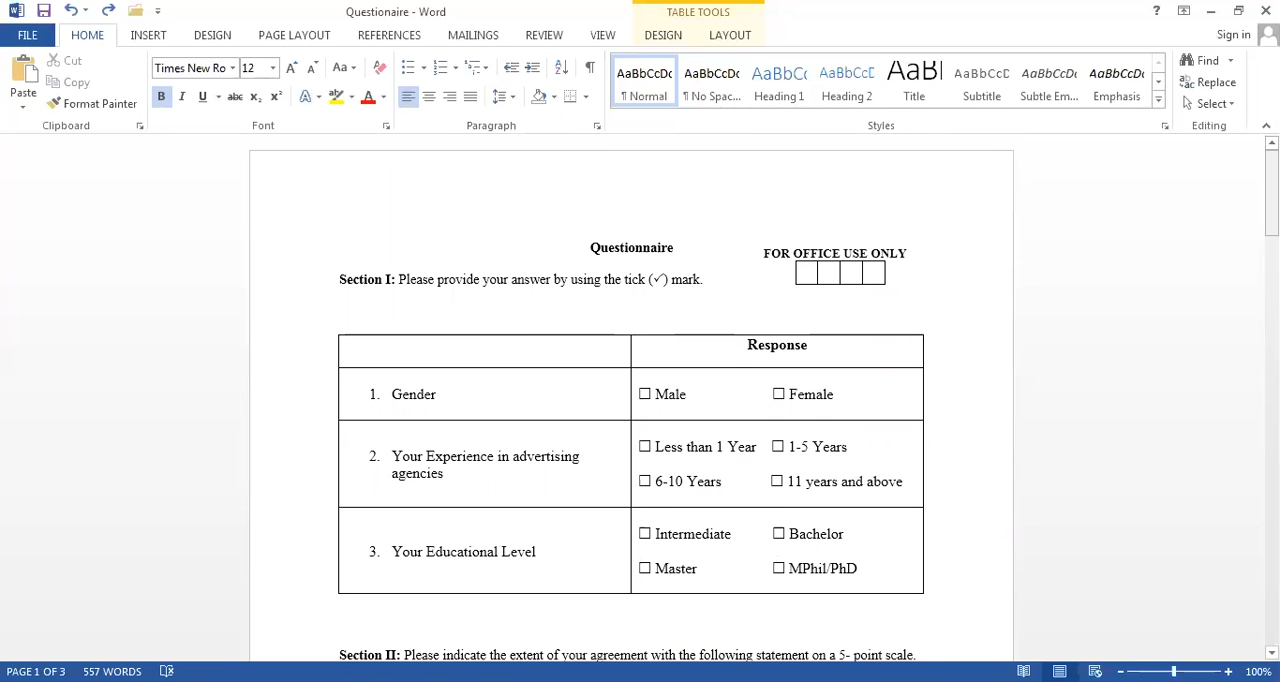 Questionaire - Word
TABLE TOOLS
?
FILE
HOME
INSERT
DESIGN
PAGE LAYOUT
REFERENCES
MAILINGS
REVIEW
VIEW
DESIGN
LAYOUT
Sign in
Paste
Cut
Copy
Format Painter
Clipboard
Times New Ro
12
Aa
B I U abc x₂ x²
A
Font
Paragraph
AaBbCcDc
¶ Normal
AaBbCcDc
¶ No Spac...
AaBbCc
Heading 1
AaBbCcD
Heading 2
AaBl
Title
AaBbCcD
Subtitle
AaBbCcDc
Subtle Em...
AaBbCcDc
Emphasis
Styles
Find
Replace
Select
Editing
Questionnaire
FOR OFFICE USE ONLY
Section I: Please provide your answer by using the tick (✓) mark.
Response
1. Gender
☐ Male ☐ Female
2. Your Experience in advertising
agencies
☐ Less than 1 Year ☐ 1-5 Years
☐ 6-10 Years ☐ 11 years and above
3. Your Educational Level
☐ Intermediate ☐ Bachelor
☐ Master ☐ MPhil/PhD
Section II: Please indicate the extent of your agreement with the following statement on a 5- point scale.
PAGE 1 OF 3
557 WORDS
100%